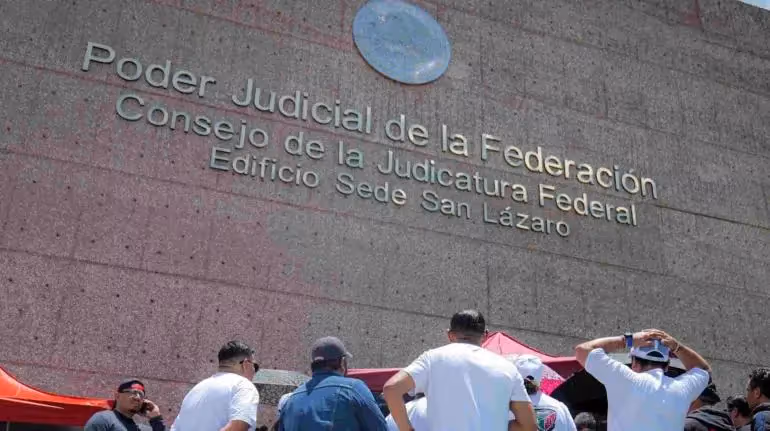 Poder Judicial de la Federación
Consejo de la Judicatura Federal
Edificio Sede San Lázaro